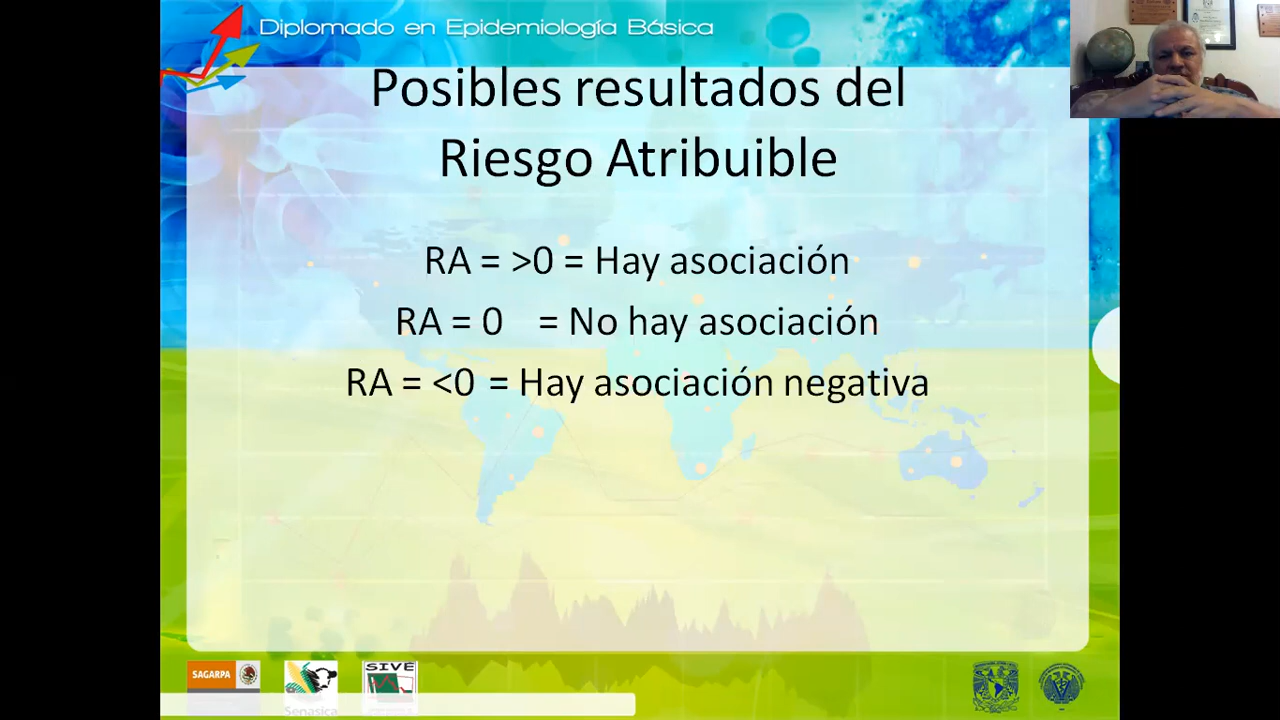 Diplomado en Epidemiología Básica
Posibles resultados del
Riesgo Atribuible
RA = >0 = Hay asociación
RA = 0 = No hay asociación
RA = <0 = Hay asociación negativa
SAGARPA
SIVE
Senasica